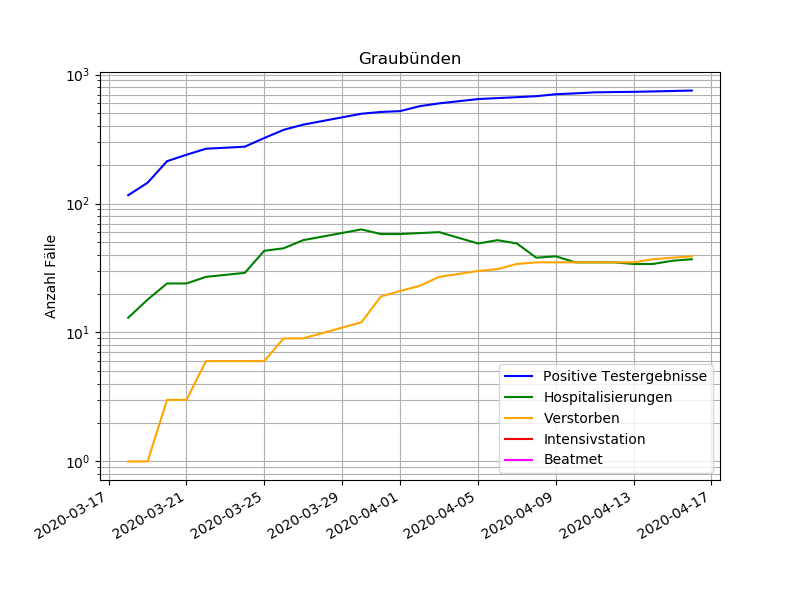 Graubünden
Anzahl Fälle
10³
10²
10¹
10⁰
Positive Testergebnisse
Hospitalisierungen
Verstorben
Intensivstation
Beatmet
2020-03-17
2020-03-21
2020-03-25
2020-03-29
2020-04-01
2020-04-05
2020-04-09
2020-04-13
2020-04-17